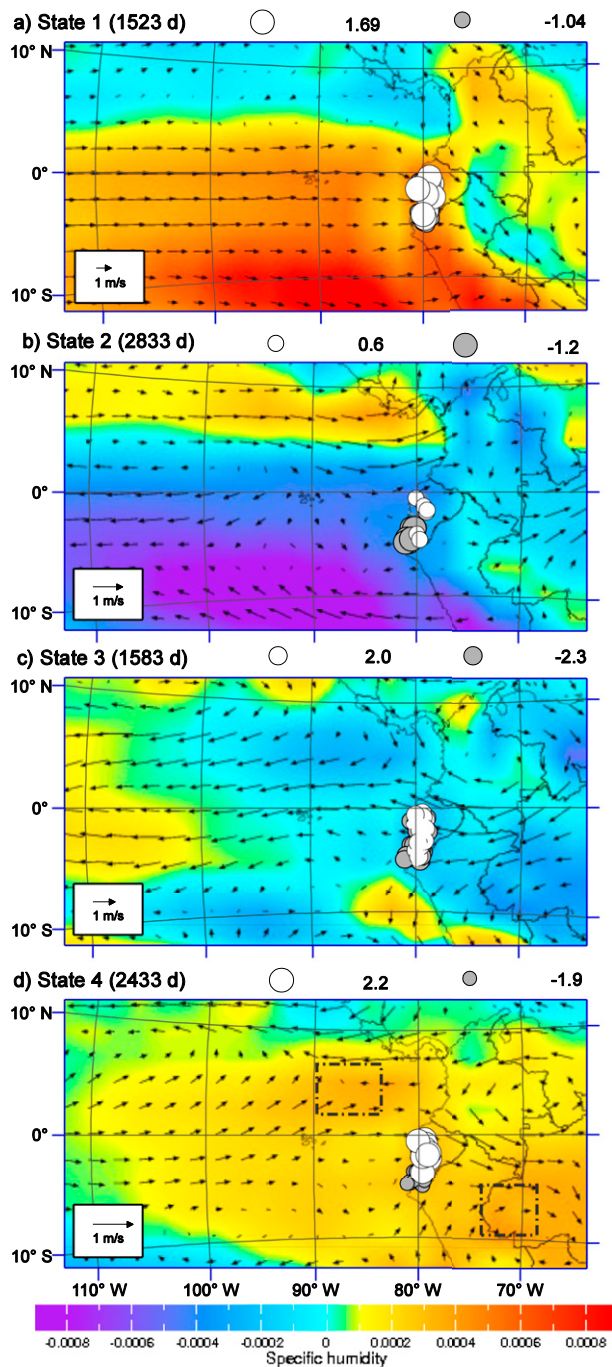 a) State 1 (1523 d) 1.69 -1.04
10° N
0°
10° S
1 m/s
b) State 2 (2833 d) 0.6 -1.2
10° N
0°
10° S
1 m/s
c) State 3 (1583 d) 2.0 -2.3
10° N
0°
10° S
1 m/s
d) State 4 (2433 d) 2.2 -1.9
10° N
0°
10° S
1 m/s
110° W 100° W 90° W 80° W 70° W
-0.0008 -0.0006 -0.0004 -0.0002 0 0.0002 0.0004 0.0006 0.0008
Specific humidity